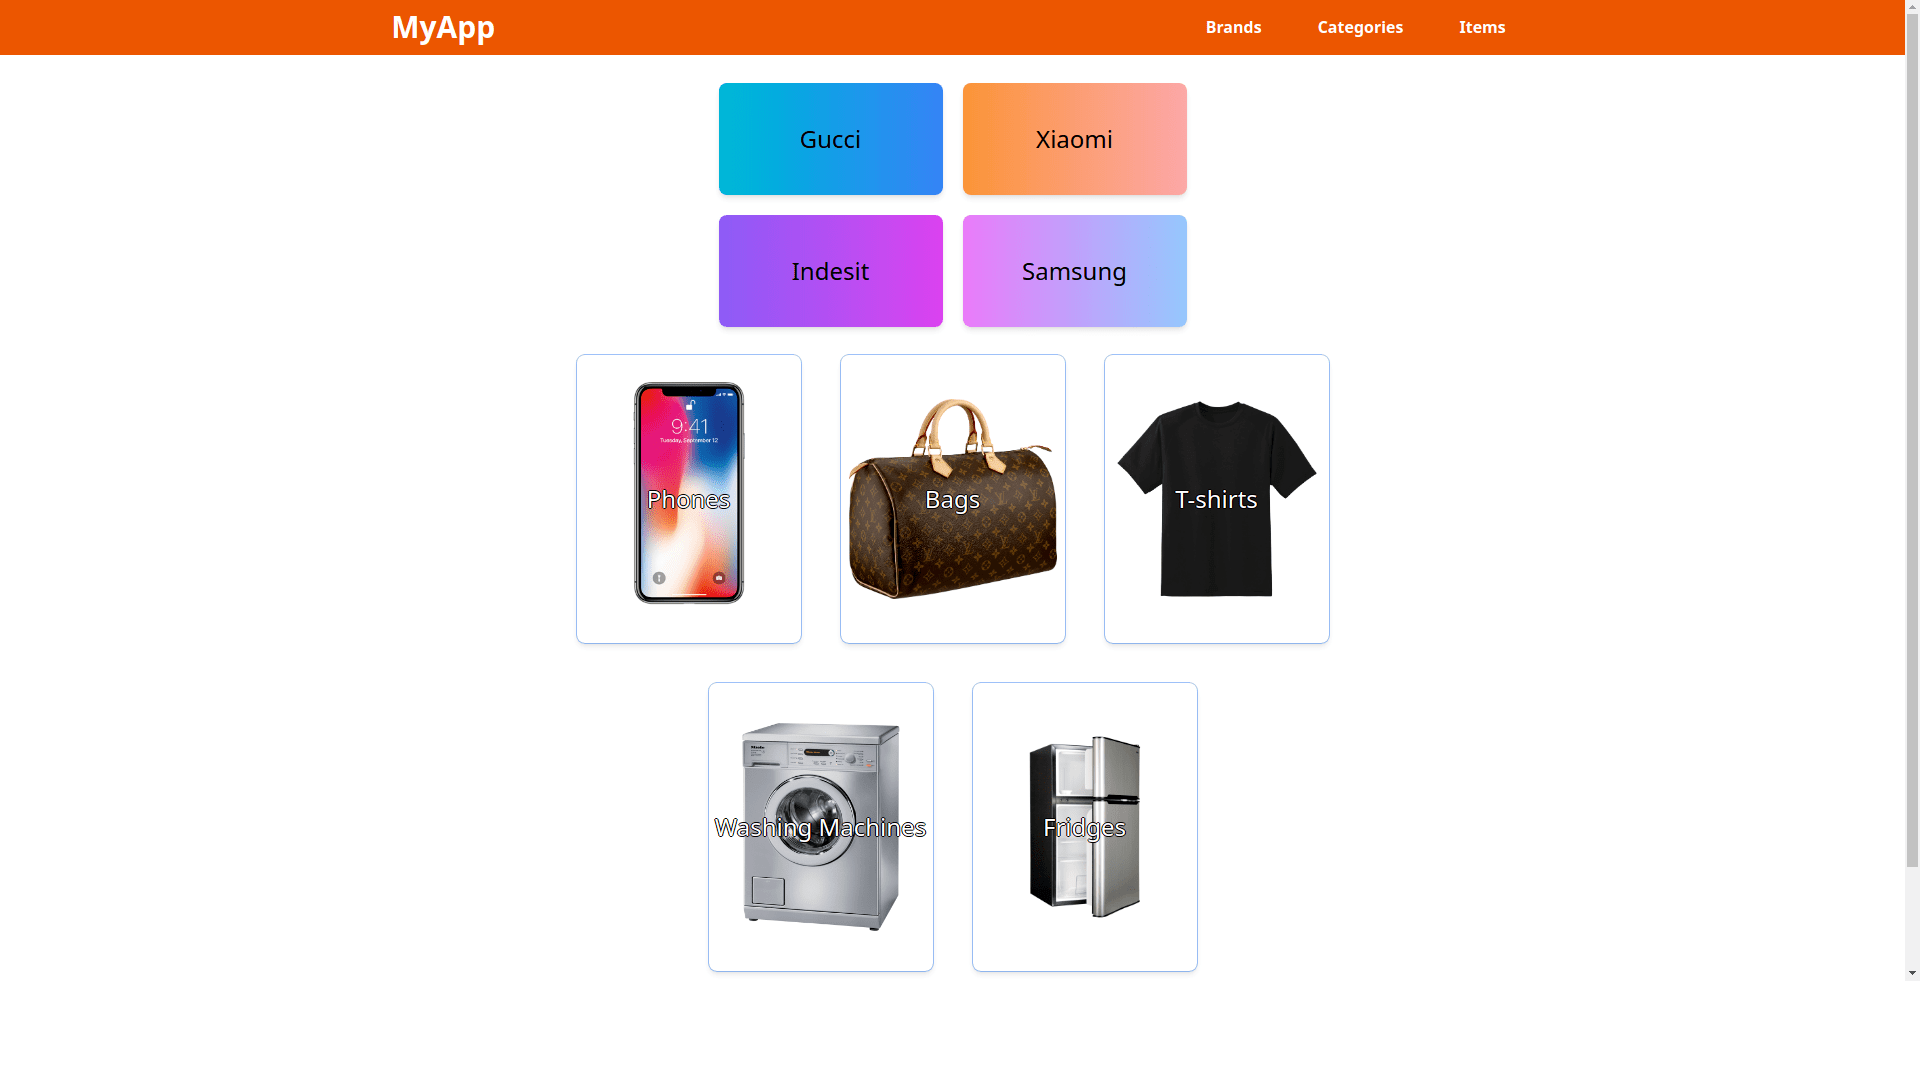 MyApp
Brands
Categories
Items
Gucci
Xiaomi
Indesit
Samsung
9:41
Tuesday, September 12
Phones
Bags
T-shirts
Miele
Washing Machines
Fridges